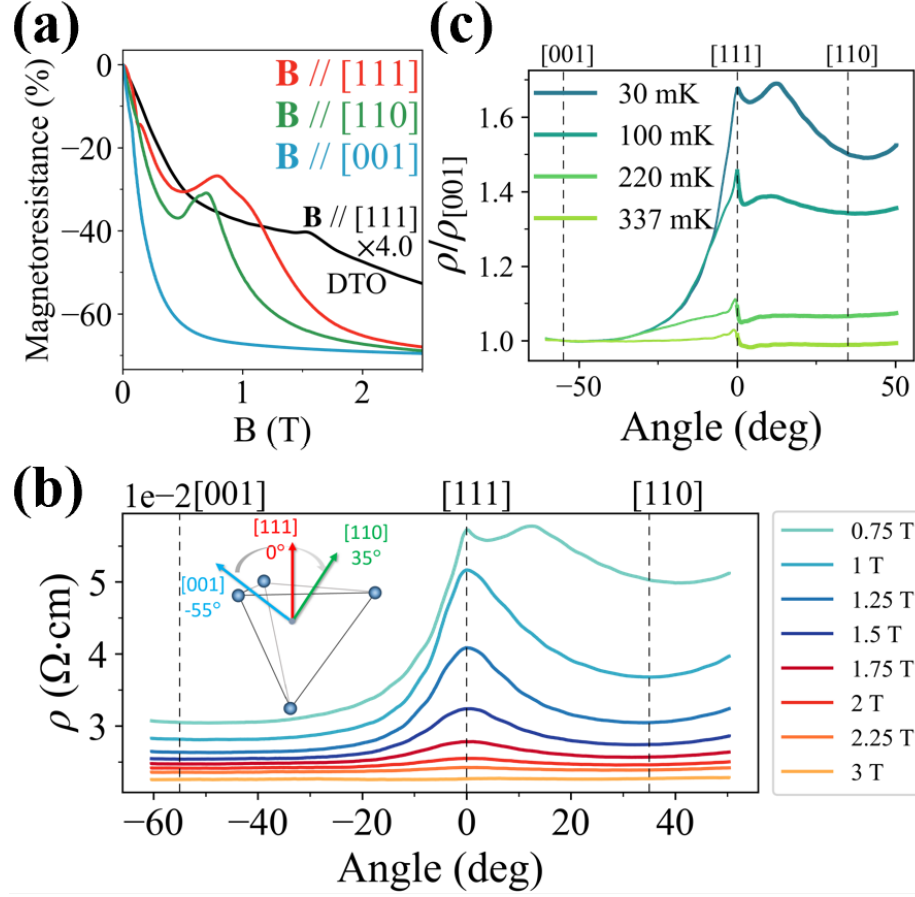 (a)
Magnetoresistance (%)
0
−20
−40
−60
B // [111]
B // [110]
B // [001]
B // [111]
×4.0
DTO
0
1
2
B (T)
(c)
[001]
[111]
[110]
ρ/ρ[001]
1.6
1.4
1.2
1.0
30 mK
100 mK
220 mK
337 mK
−50
0
50
Angle (deg)
(b)
1e−2
[001]
[111]
[110]
ρ (Ω·cm)
5
4
3
[111]
0°
[110]
35°
[001]
-55°
−60
−40
−20
0
20
40
Angle (deg)
0.75 T
1 T
1.25 T
1.5 T
1.75 T
2 T
2.25 T
3 T